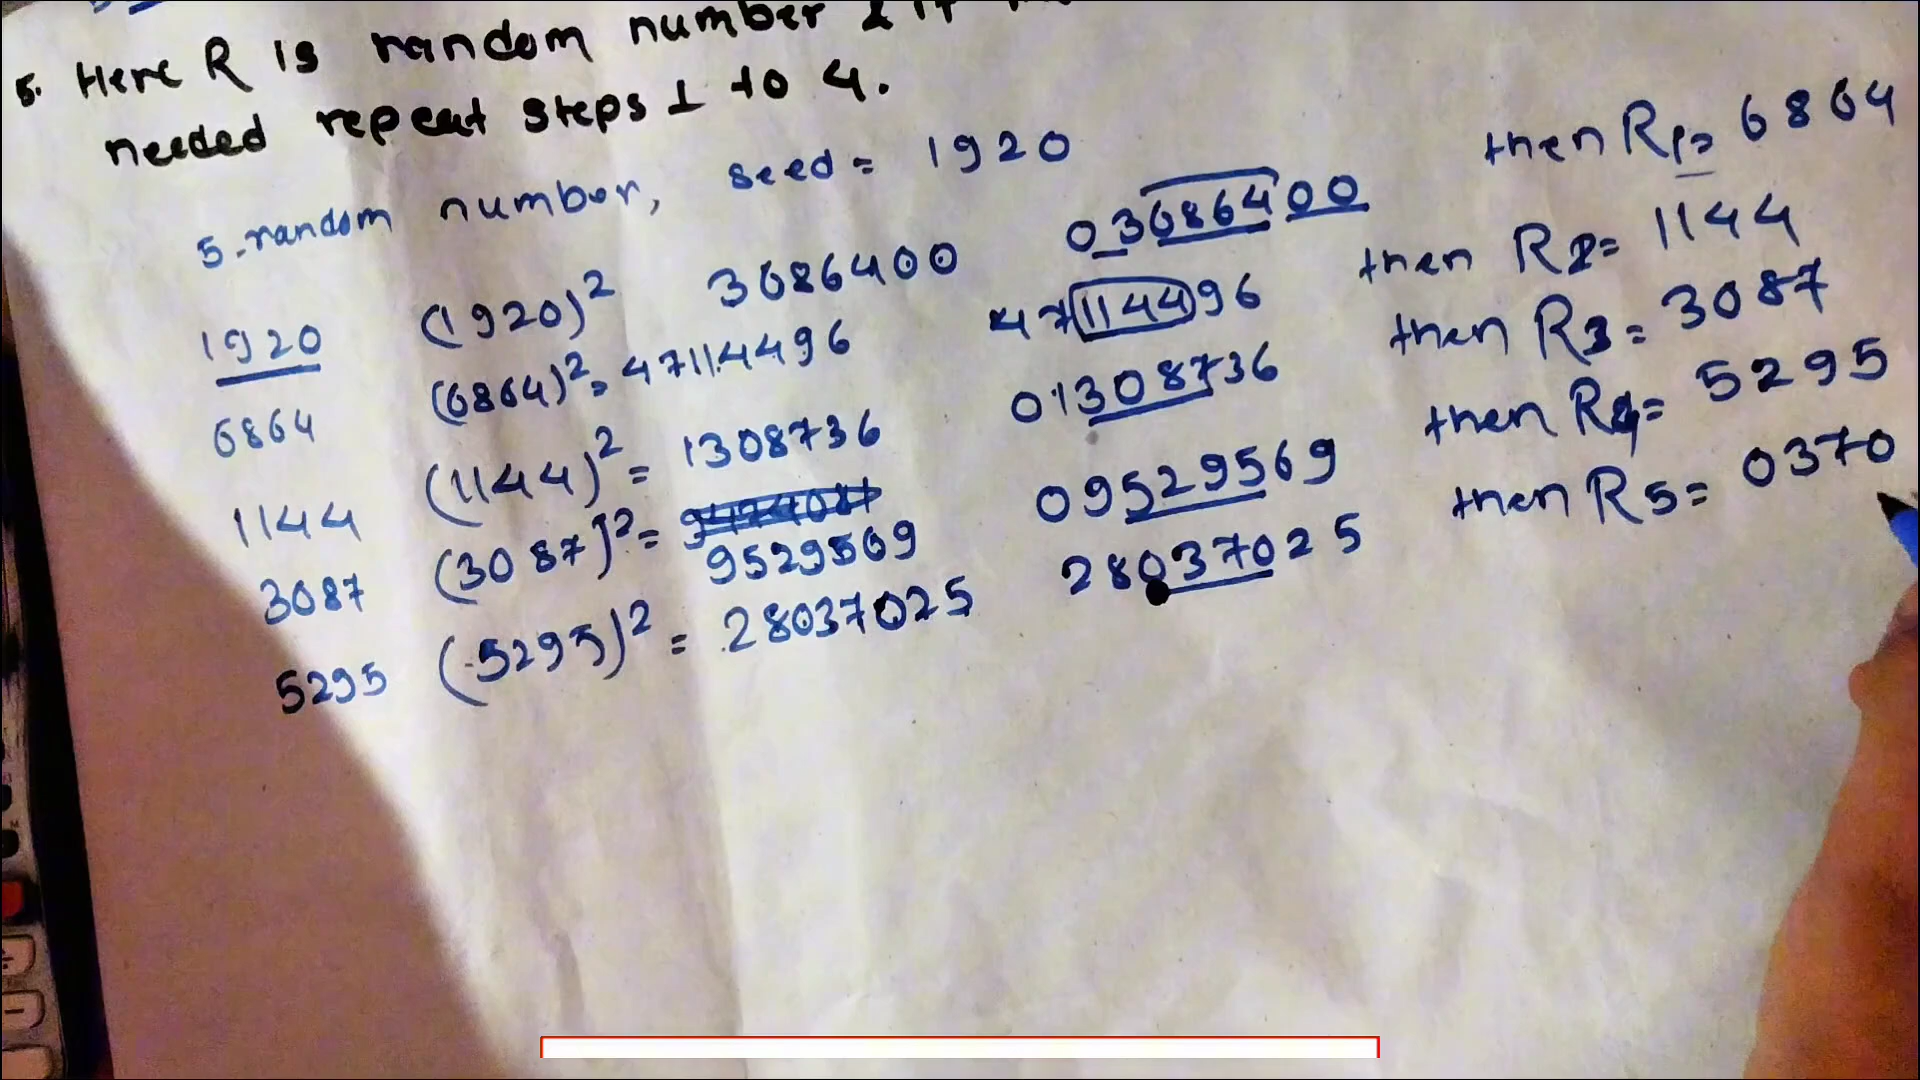 5. Here R is random number & if
needed repeat steps 1 to 4.
5.random number, seed = 1920
1920 (1920)² 3686400 03686400 then R1= 6864
6864 (6864)²= 47114496 47114496 then R2= 1144
1144 (1144)² = 1308736 01308736 then R3= 3087
3087 (3087)² = 9529569 09529569 then R4= 5295
5295 (5295)² = 28037025 28037025 then R5= 0370